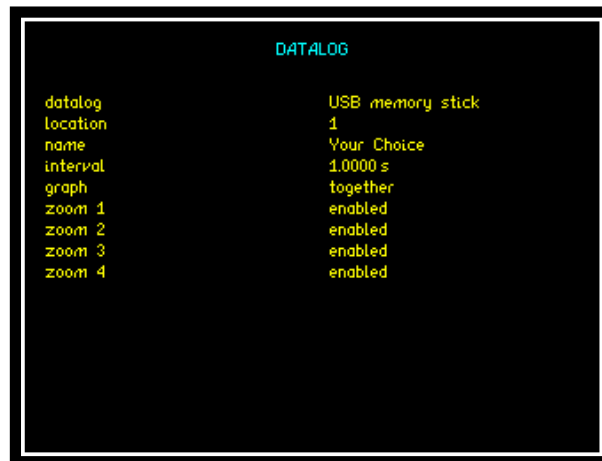 DATALOG
datalog USB memory stick
location 1
name Your Choice
interval 1.0000 s
graph together
zoom 1 enabled
zoom 2 enabled
zoom 3 enabled
zoom 4 enabled